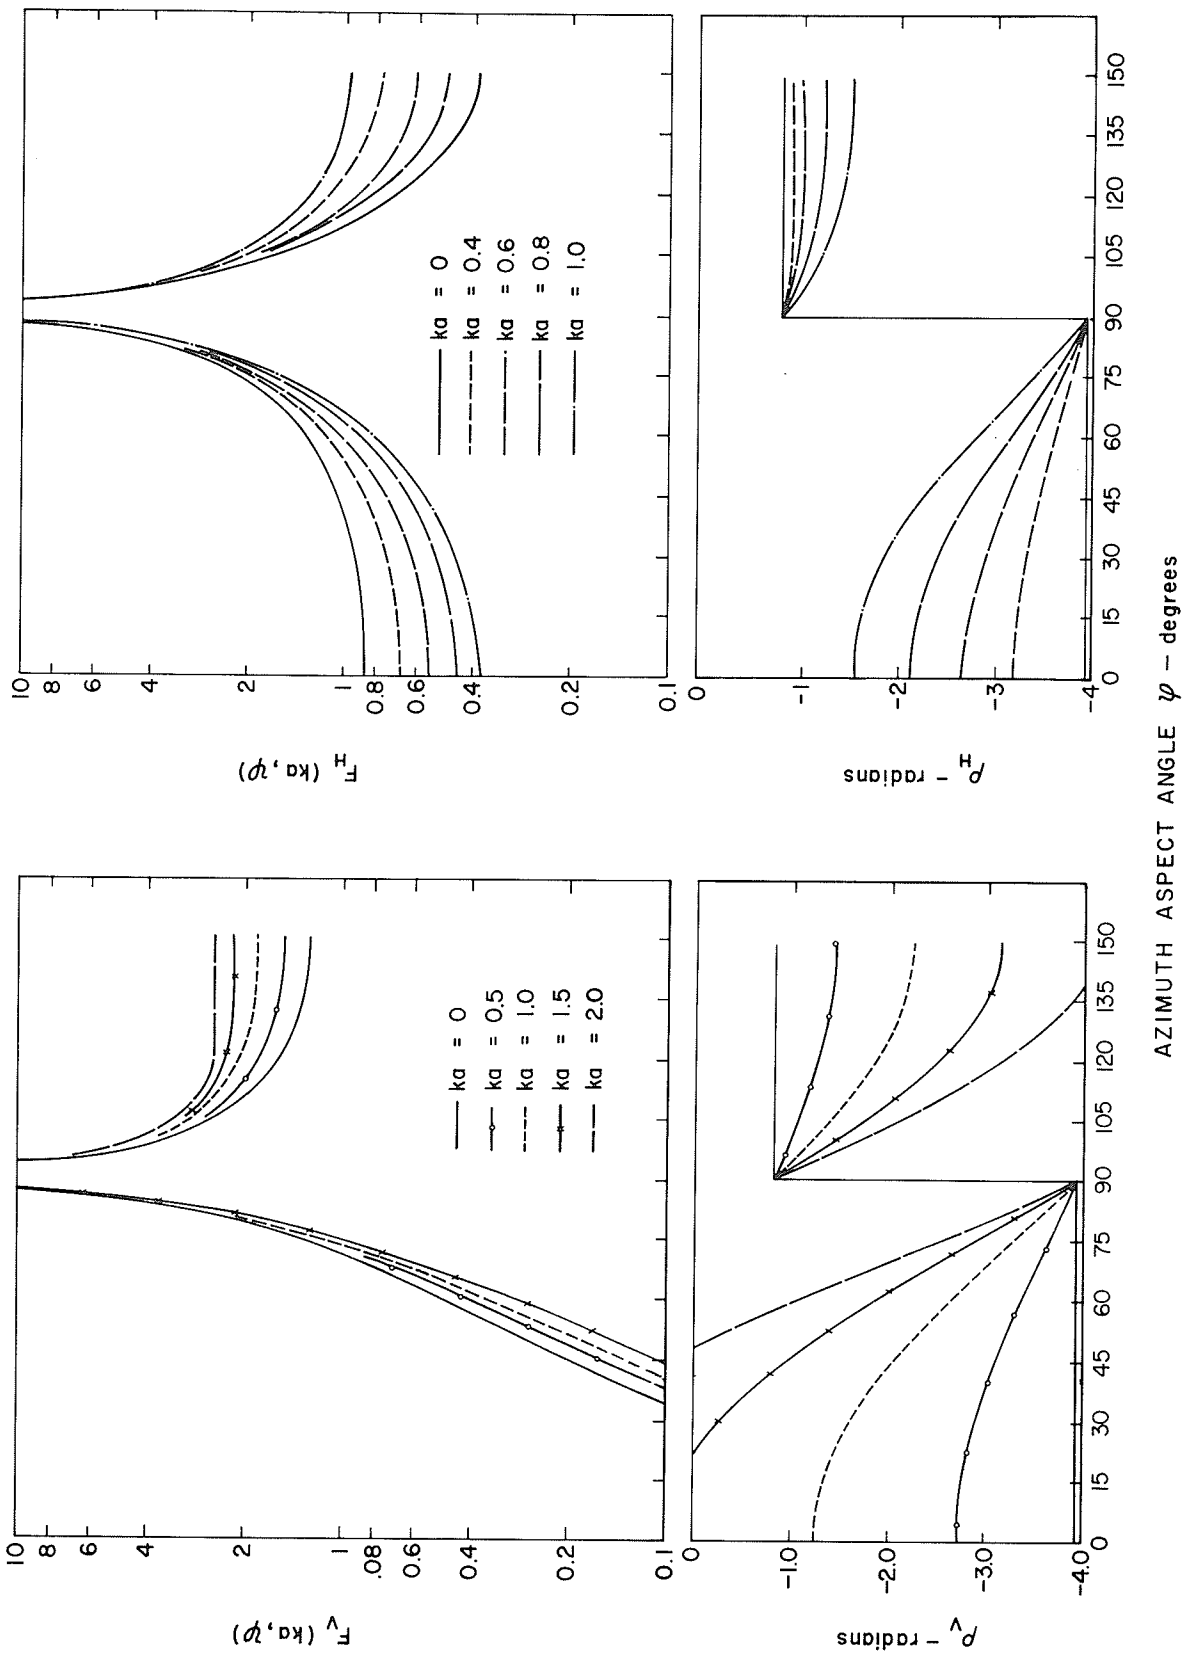 10
8
6
4
2
1
.08
0.6
0.4
0.2
0.1
F_V (ka, φ)
ka = 0
ka = 0.5
ka = 1.0
ka = 1.5
ka = 2.0
10
8
6
4
2
1
0.8
0.6
0.4
0.2
0.1
F_H (ka, ψ)
ka = 0
ka = 0.4
ka = 0.6
ka = 0.8
ka = 1.0
0
-1.0
-2.0
-3.0
-4.0
ρ_V – radians
0 15 30 45 60 75 90 105 120 135 150
0
-1
-2
-3
-4
ρ_H – radians
0 15 30 45 60 75 90 105 120 135 150
AZIMUTH ASPECT ANGLE ψ – degrees